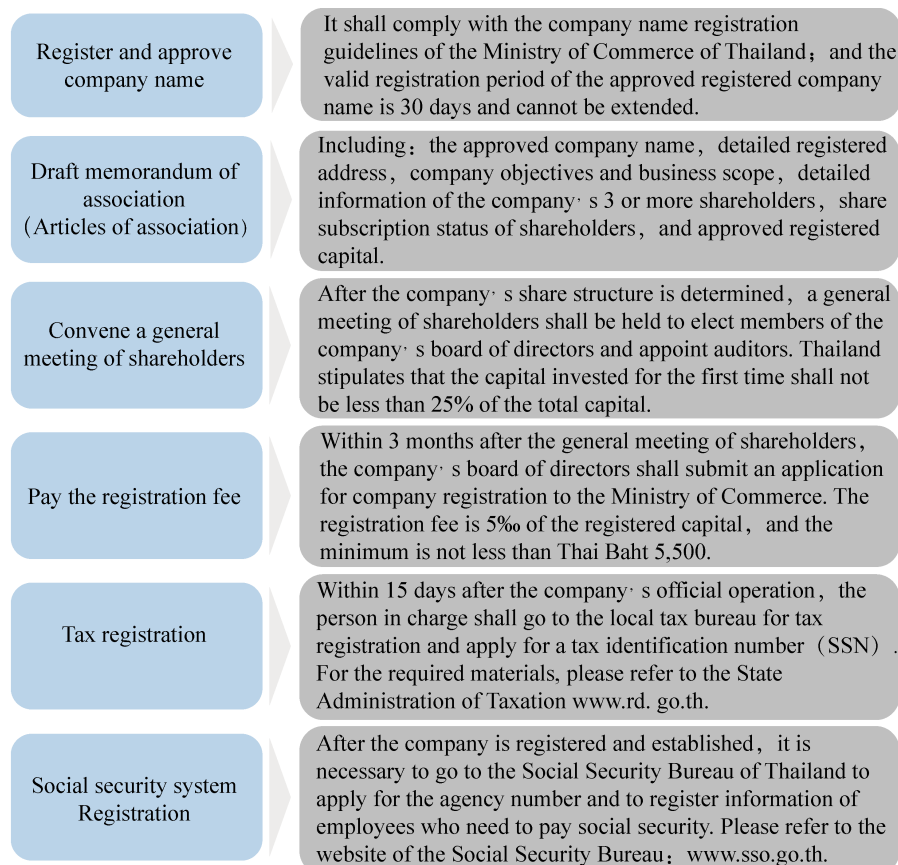 Register and approve
company name
It shall comply with the company name registration
guidelines of the Ministry of Commerce of Thailand；and the
valid registration period of the approved registered company
name is 30 days and cannot be extended.
Draft memorandum of
association
（Articles of association）
Including：the approved company name，detailed registered
address，company objectives and business scope，detailed
information of the company's 3 or more shareholders，share
subscription status of shareholders，and approved registered
capital.
Convene a general
meeting of shareholders
After the company's share structure is determined，a general
meeting of shareholders shall be held to elect members of the
company's board of directors and appoint auditors. Thailand
stipulates that the capital invested for the first time shall not
be less than 25% of the total capital.
Pay the registration fee
Within 3 months after the general meeting of shareholders，
the company's board of directors shall submit an application
for company registration to the Ministry of Commerce. The
registration fee is 5‰ of the registered capital，and the
minimum is not less than Thai Baht 5,500.
Tax registration
Within 15 days after the company's official operation，the
person in charge shall go to the local tax bureau for tax
registration and apply for a tax identification number（SSN）.
For the required materials, please refer to the State
Administration of Taxation www.rd. go.th.
Social security system
Registration
After the company is registered and established，it is
necessary to go to the Social Security Bureau of Thailand to
apply for the agency number and to register information of
employees who need to pay social security. Please refer to the
website of the Social Security Bureau：www.sso.go.th.